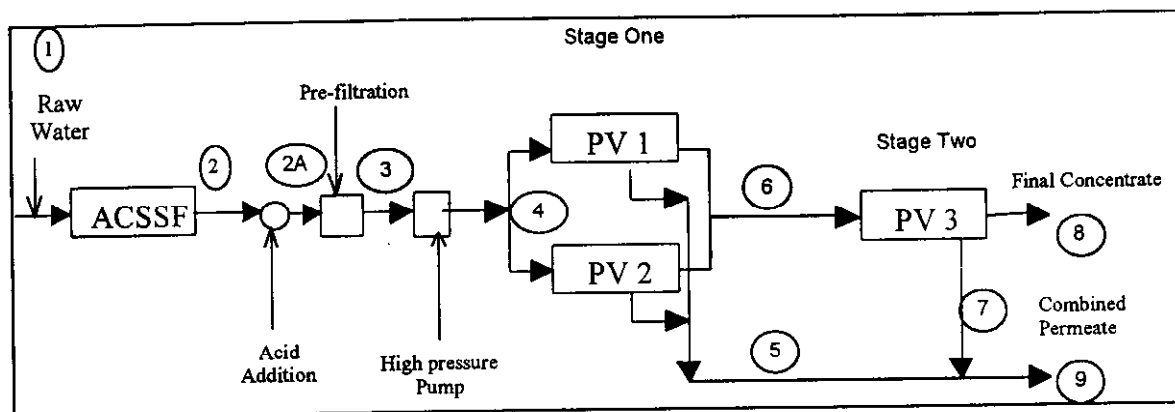 1
Stage One
Raw
Water
Pre-filtration
ACSSF
2
2A
3
4
PV 1
PV 2
6
Stage Two
PV 3
Final Concentrate
8
7
Combined
Permeate
5
9
Acid
Addition
High pressure
Pump